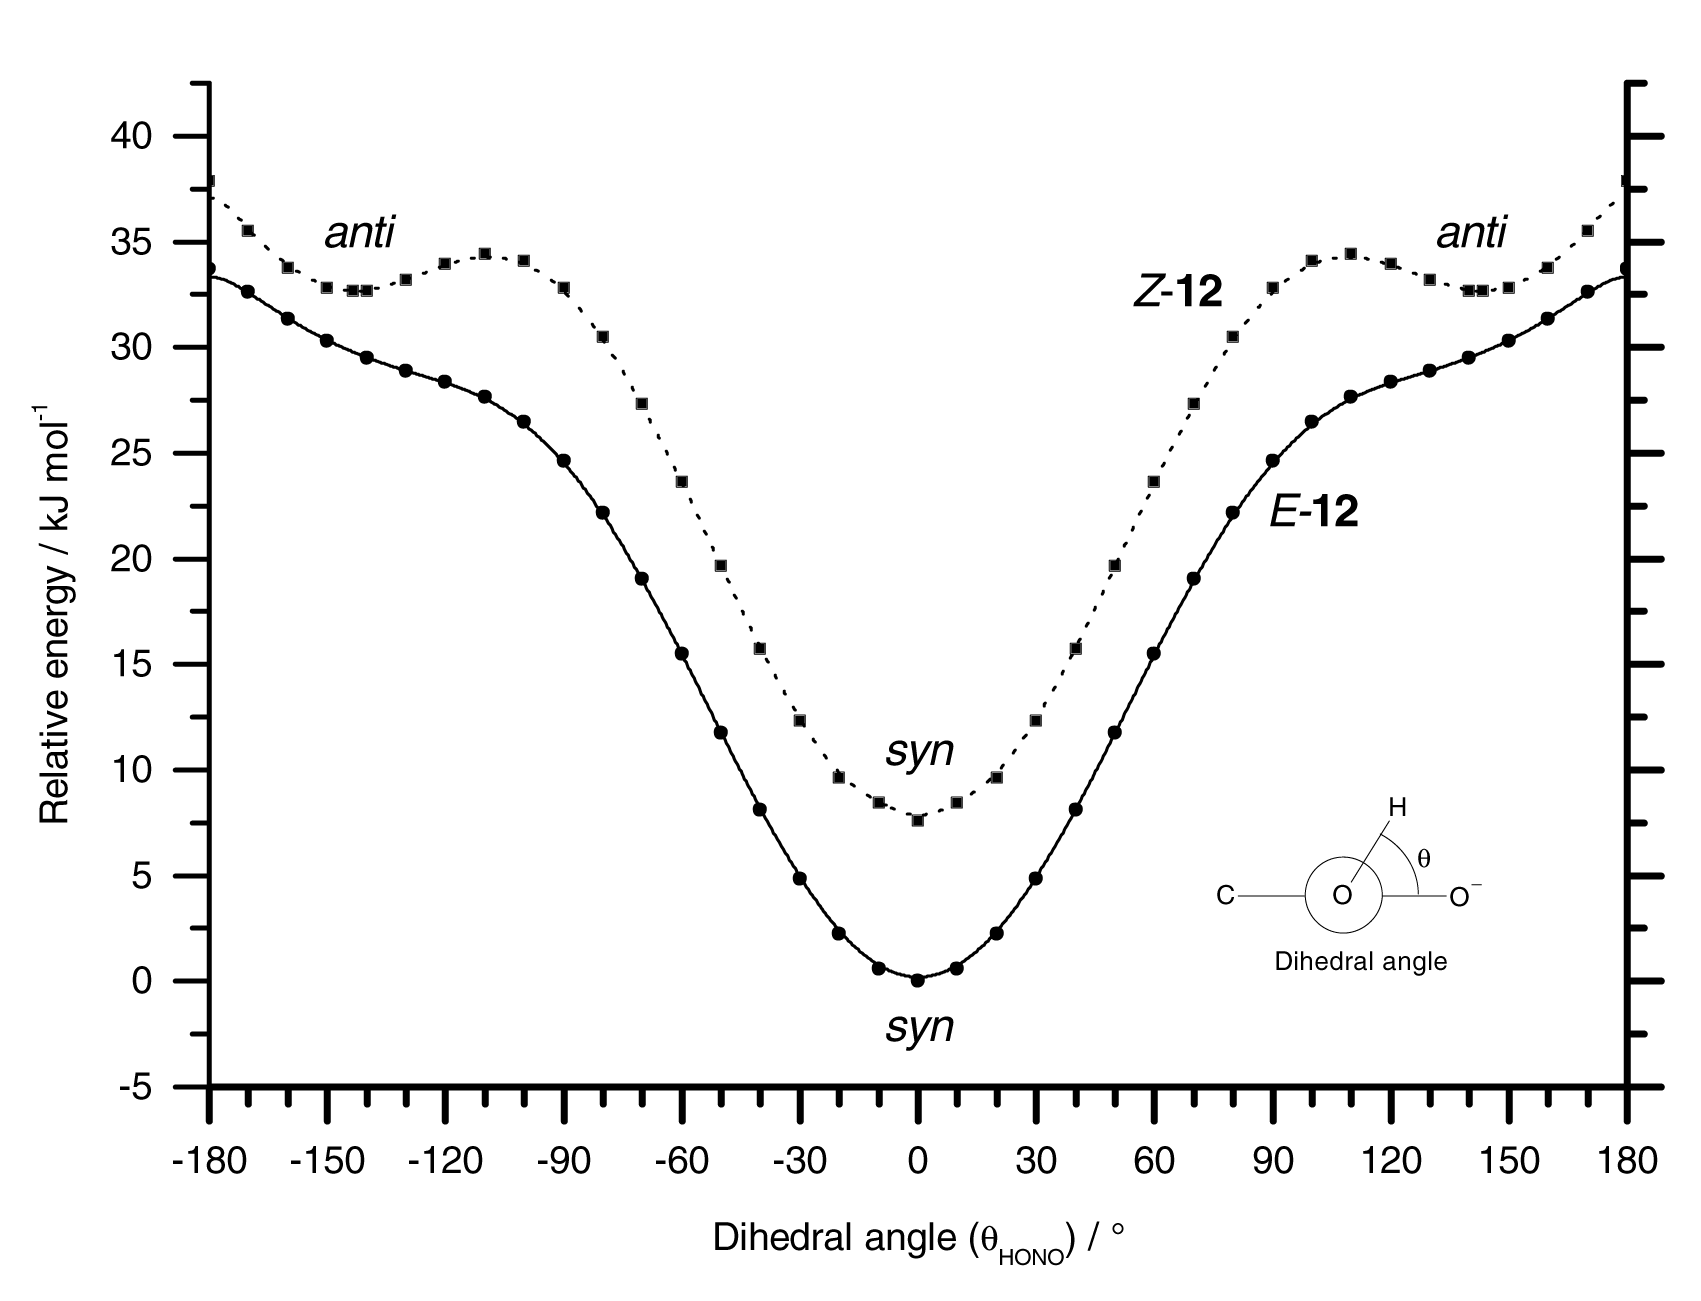 40
35
30
25
20
15
10
5
0
-5
Relative energy / kJ mol⁻¹
anti
anti
Z-12
E-12
syn
syn
H
θ
C
O
O⁻
Dihedral angle
-180 -150 -120 -90 -60 -30 0 30 60 90 120 150 180
Dihedral angle (θHONO) / °